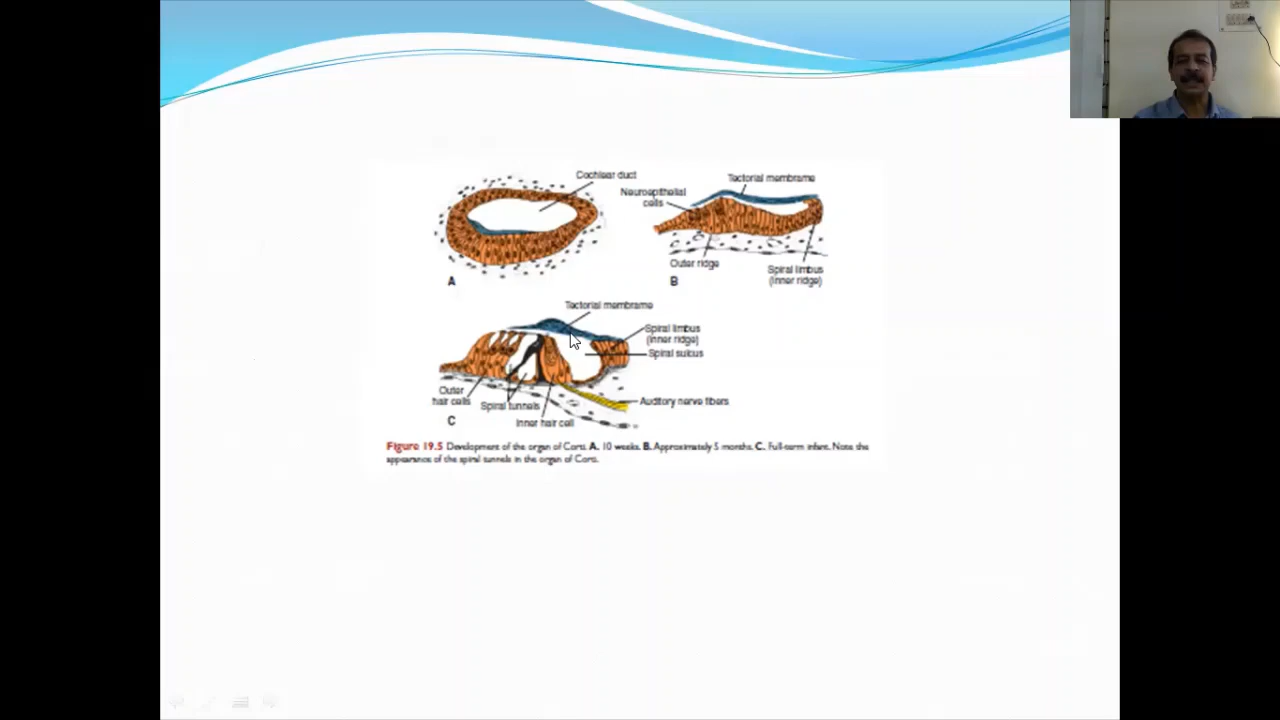 Cochlear duct
A
Tectorial membrane
Neuroepithelial
cells
Outer ridge
Spiral limbus
(inner ridge)
B
Tectorial membrane
Spiral limbus
(inner ridge)
Spiral sulcus
Outer
hair cells
Spiral tunnels
Inner hair cell
Auditory nerve fibers
C
Figure 19.5 Development of the organ of Corti. A. 10 weeks. B. Approximately 5 months. C. Full-term infant. Note the
appearance of the spiral tunnels in the organ of Corti.